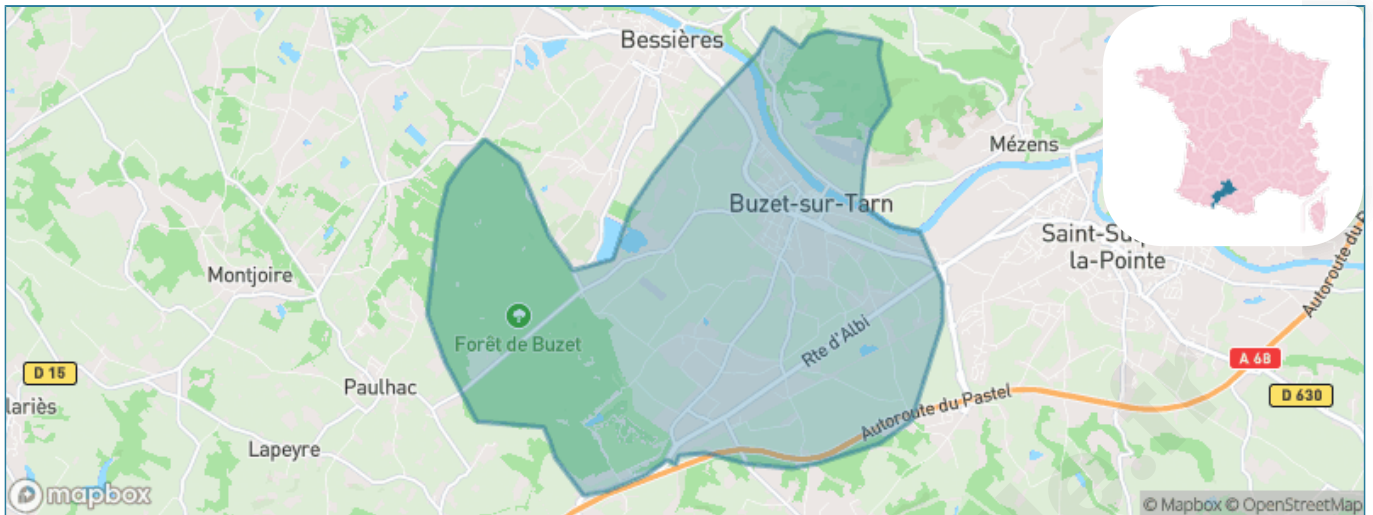 Bessières
Mézens
Buzet-sur-Tarn
Saint-Su
la-Pointe
Montjoire
Forêt de Buzet
Rte d'Albi
Autoroute du P
A 68
D 15
Paulhac
D 630
Autoroute du Pastel
lariès
Lapeyre
mapbox
© Mapbox © OpenStreetMap